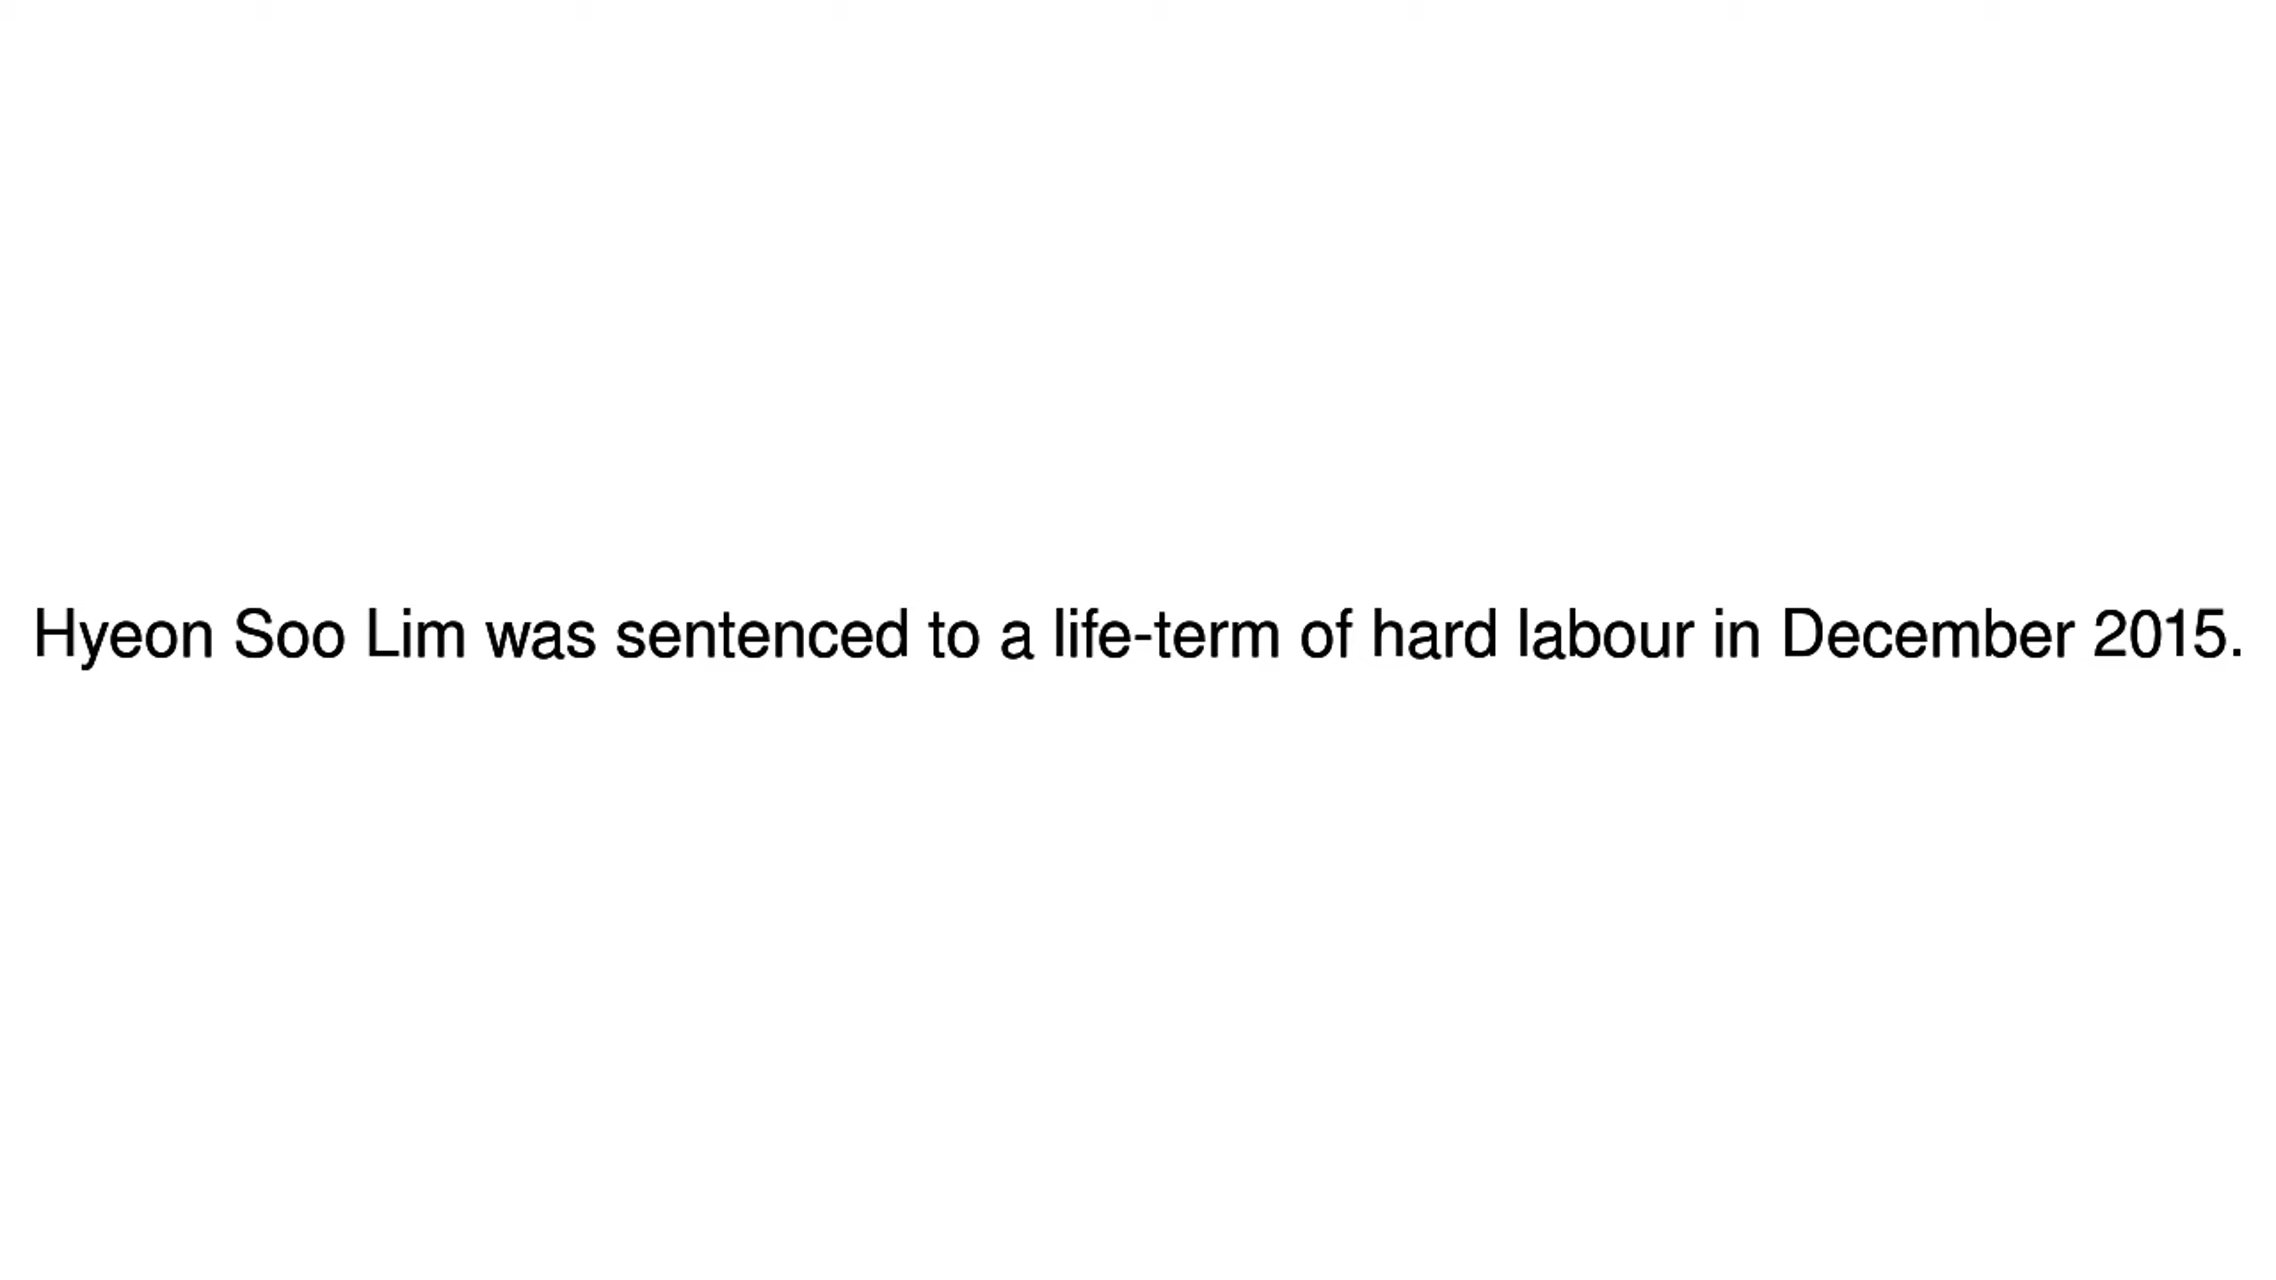 Hyeon Soo Lim was sentenced to a life-term of hard labour in December 2015.